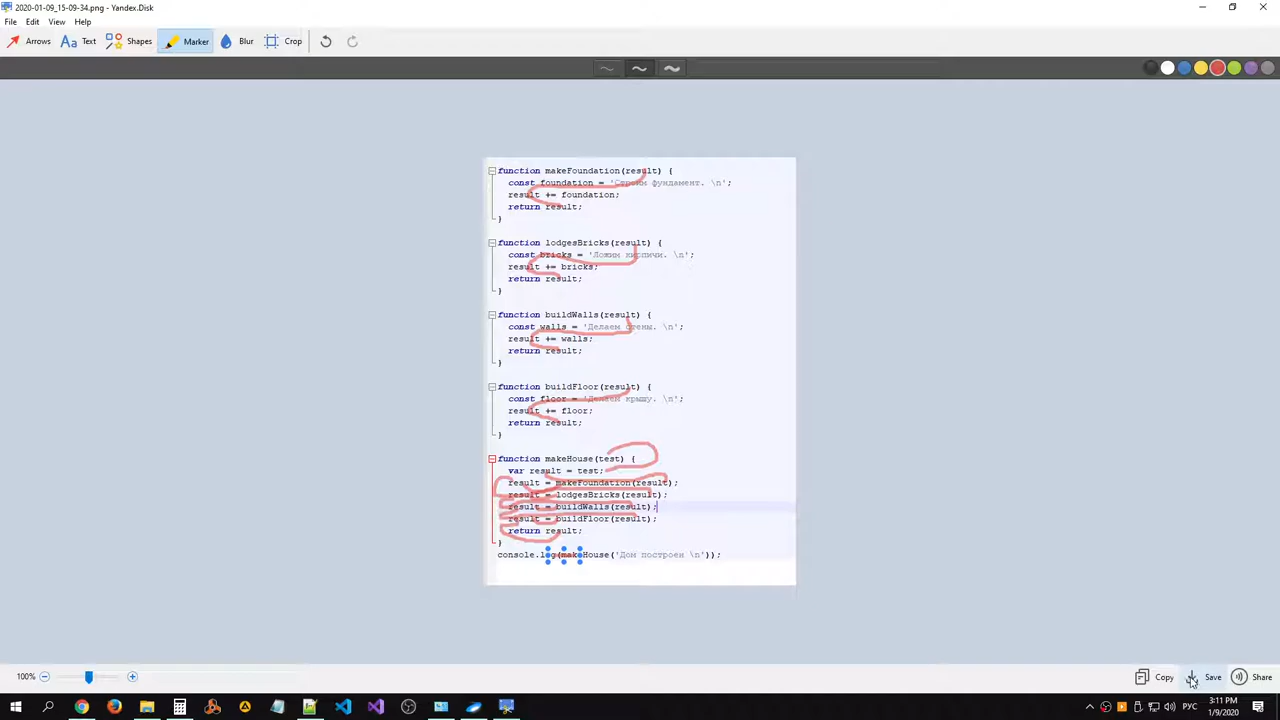 2020-01-09_15-09-34.png - Yandex.Disk
File Edit View Help
Arrows Text Shapes Marker Blur Crop
function makeFoundation(result) {
const foundation = 'Строим фундамент. \n';
result += foundation;
return result;
}
function lodgesBricks(result) {
const bricks = 'Ложим кирпичи. \n';
result += bricks;
return result;
}
function buildWalls(result) {
const walls = 'Делаем стены. \n';
result += walls;
return result;
}
function buildFloor(result) {
const floor = 'Делаем крышу. \n';
result += floor;
return result;
}
function makeHouse(test) {
var result = test;
result = makeFoundation(result);
result = lodgesBricks(result);
result = buildWalls(result);
result = buildFloor(result);
return result;
}
console.log(makeHouse('Дом построен \n'));
100% Copy Save Share
РУС 3:11 PM
1/9/2020